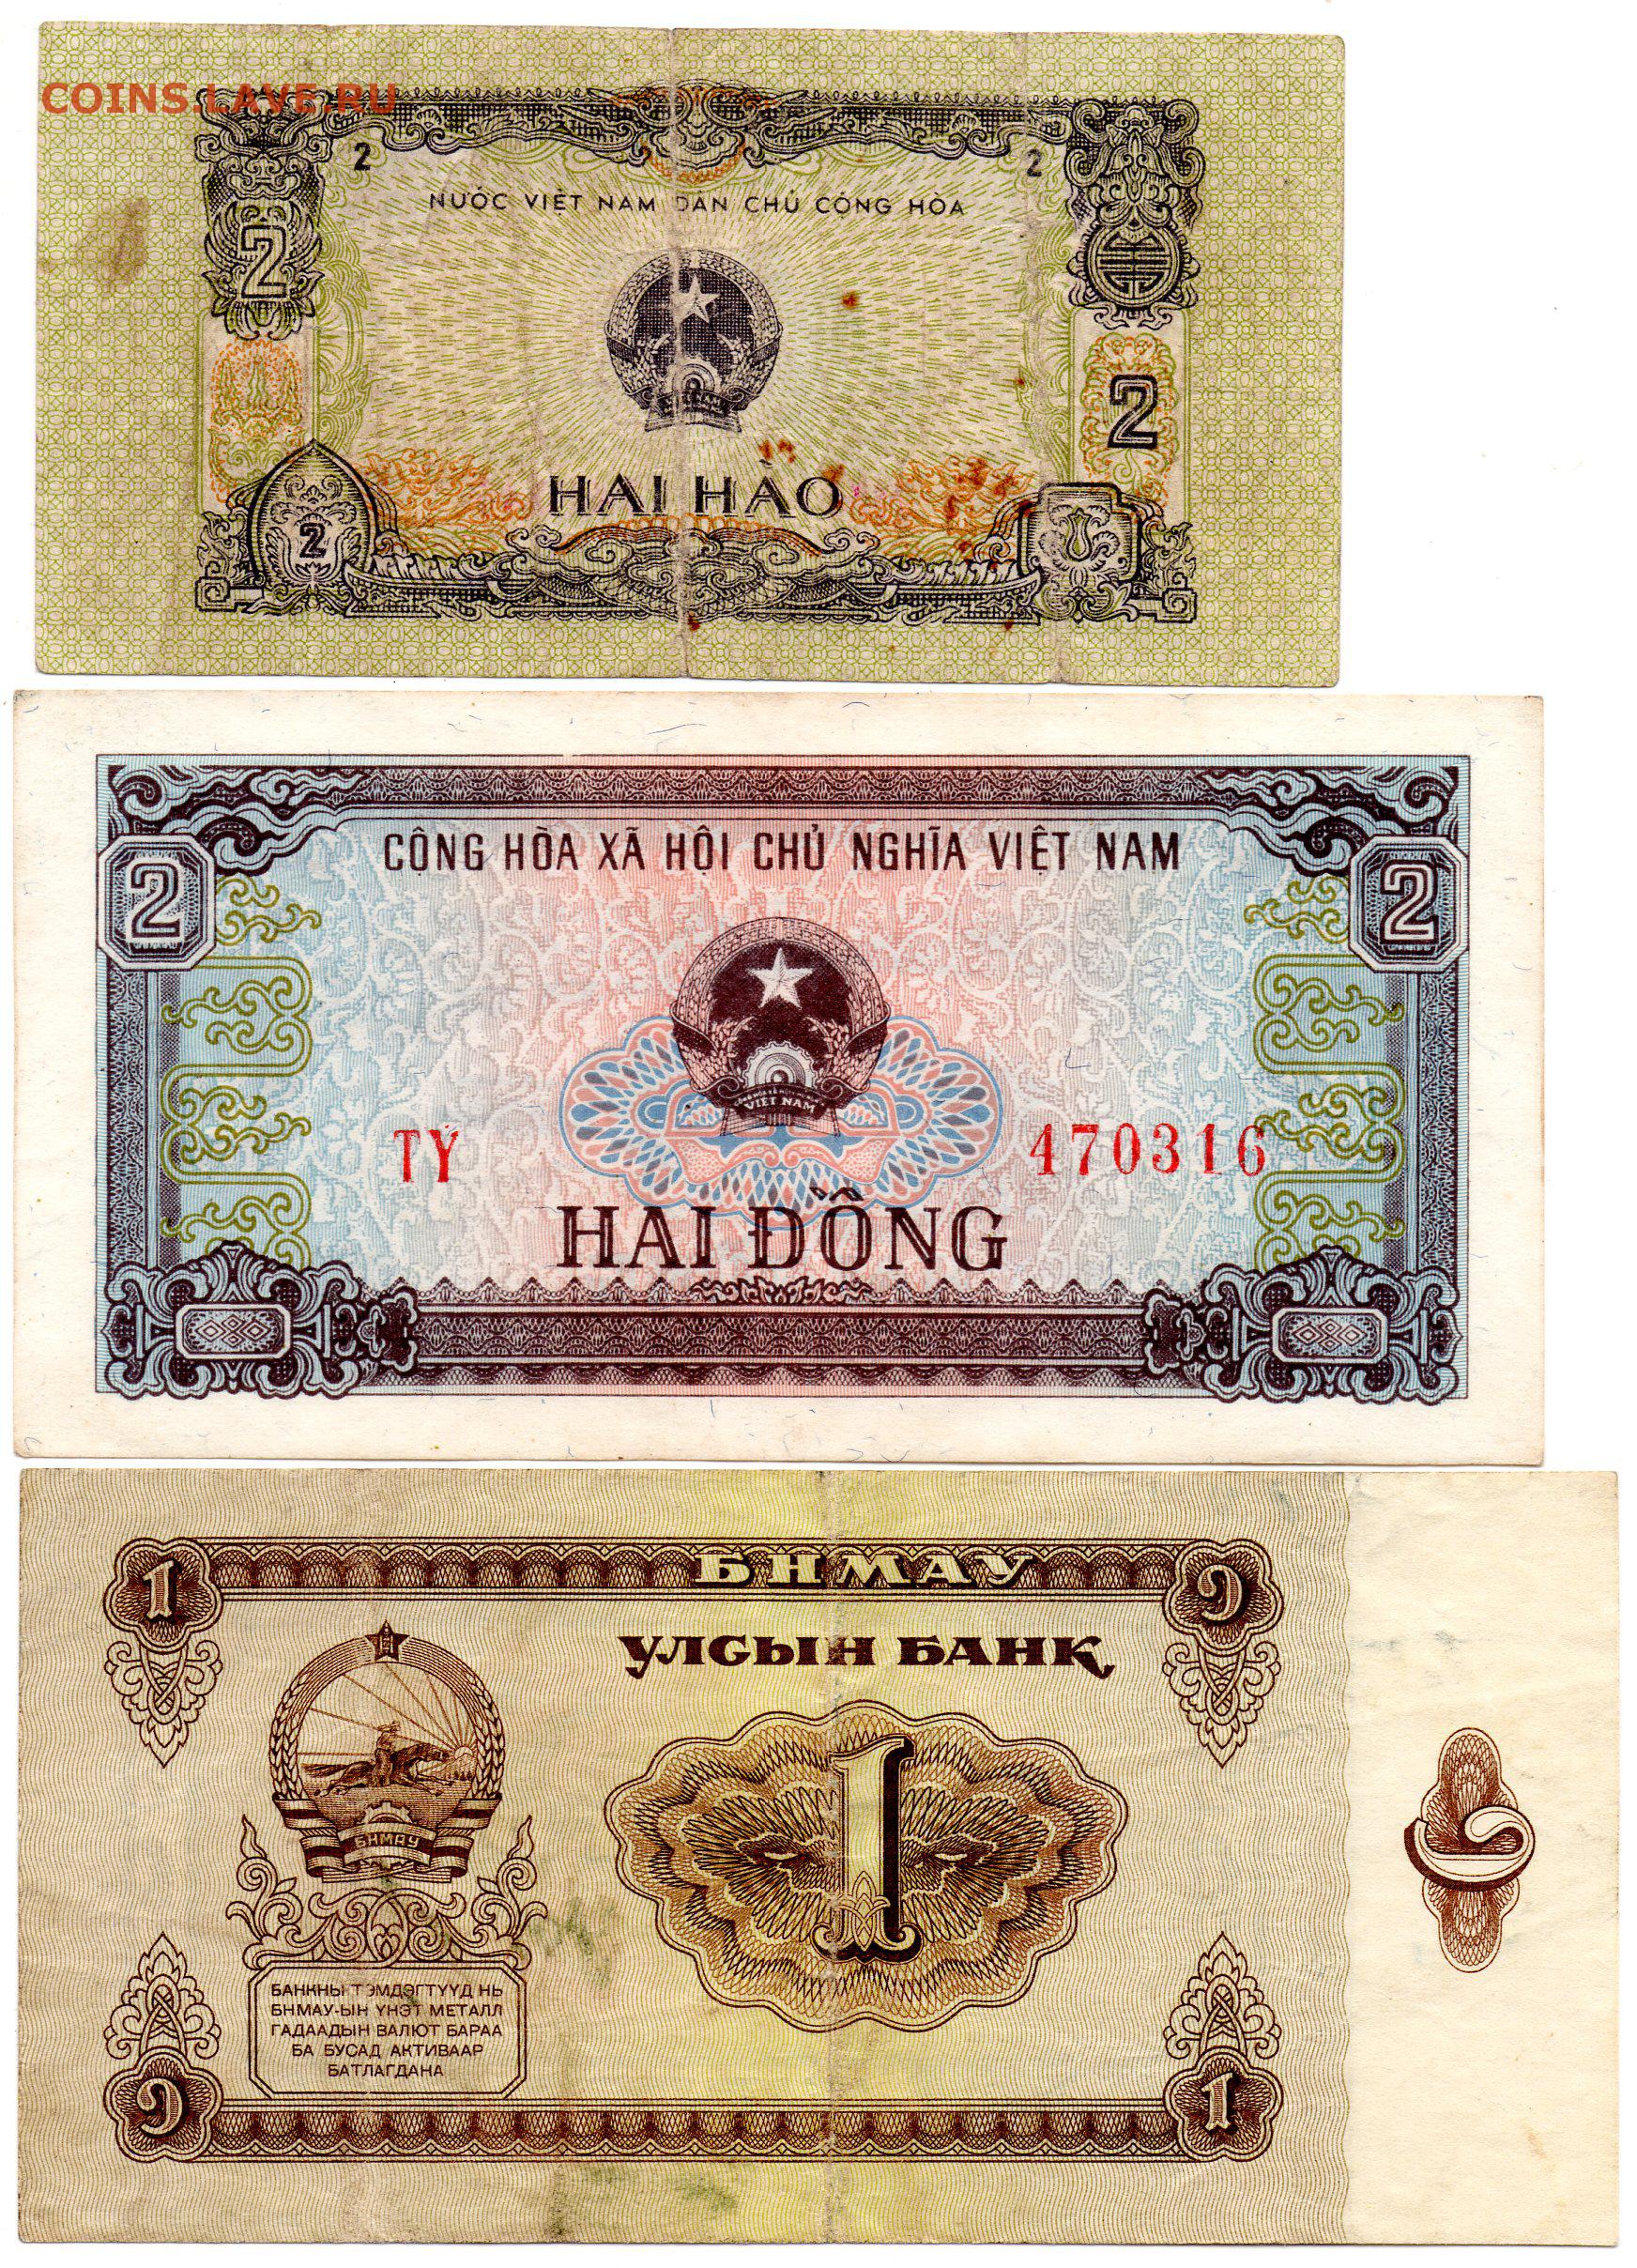 COINS.LAVE.RU
2 2
NƯỚC VIỆT NAM DÂN CHỦ CỘNG HÒA
2
2
HAI HÀO
2
CỘNG HÒA XÃ HỘI CHỦ NGHĨA VIỆT NAM
2 2
VIỆT NAM
TÝ 470316
HAI ĐỒNG
БНМАУ
1
УЛСЫН БАНК
1
БНМАУ
БАНКНЫ ТЭМДЭГТҮҮД НЬ
БНМАУ-ЫН ҮНЭТ МЕТАЛЛ
ГАДААДЫН ВАЛЮТ БАРАА
БА БУСАД АКТИВААР
БАТЛАГДАНА
1